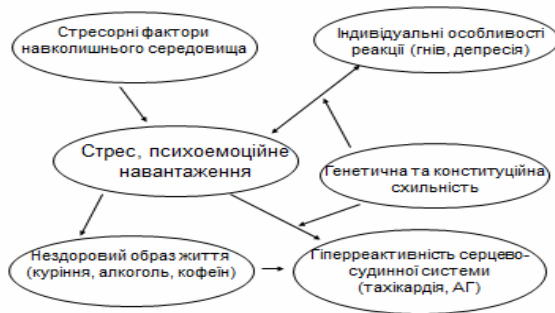 Стресорні фактори
навколишнього середовища
Індивідуальні особливості
реакції (гнів, депресія)
Стрес, психоемоційне
навантаження
Генетична та конституційна
схильність
Нездоровий образ життя
(куріння, алкоголь, кофеїн)
Гіперреактивність серцево-
судинної системи
(тахікардія, АГ)